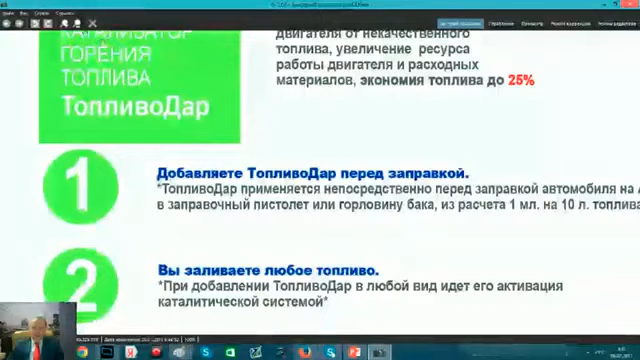 КАТАЛИЗАТОР
ГОРЕНИЯ
ТОПЛИВА
ТопливоДар
двигателя от некачественного
топлива, увеличение ресурса
работы двигателя и расходных
материалов, экономия топлива до 25%
1
Добавляете ТопливоДар перед заправкой.
*ТопливоДар применяется непосредственно перед заправкой автомобиля на
в заправочный пистолет или горловину бака, из расчета 1 мл. на 10 л. топлива
2
Вы заливаете любое топливо.
*При добавлении ТопливоДар в любой вид идет его активация
каталитической системой*